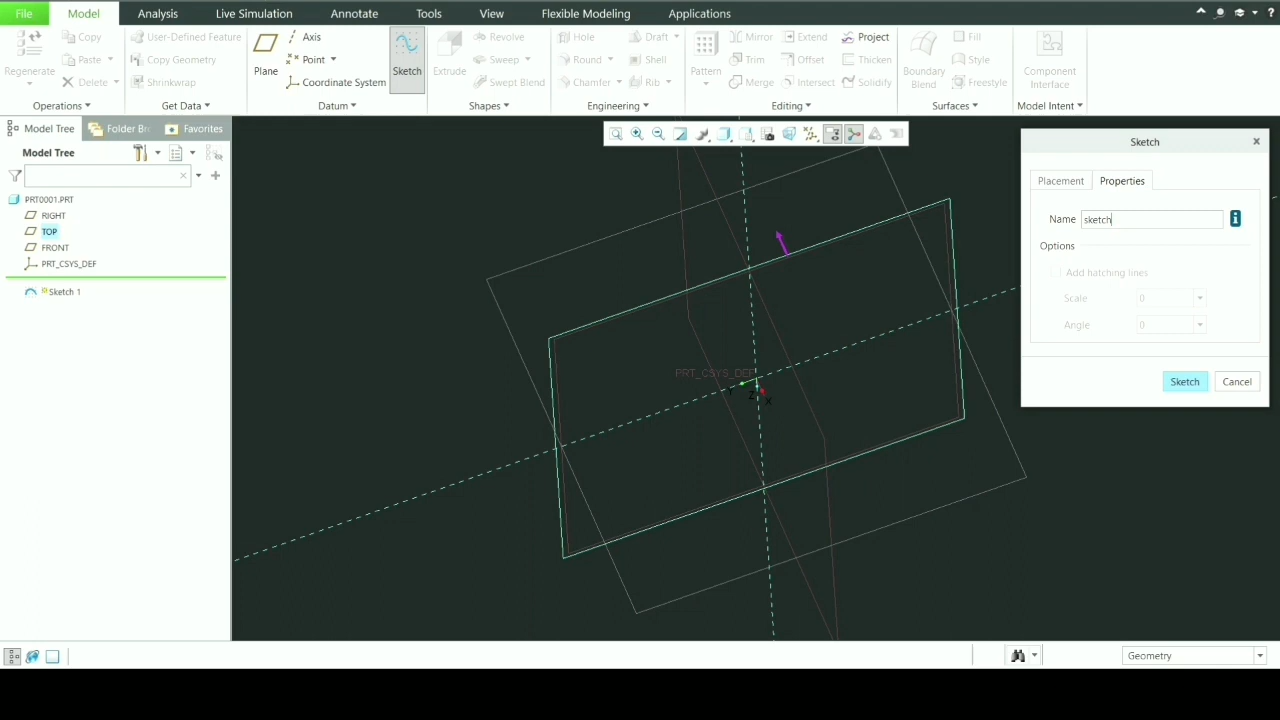 File Model Analysis Live Simulation Annotate Tools View Flexible Modeling Applications
Regenerate Copy Paste Delete
Operations
User-Defined Feature
Copy Geometry
Shrinkwrap
Get Data
Plane Axis Point Coordinate System Sketch
Datum
Extrude Revolve Sweep Swept Blend
Shapes
Hole Draft
Round Shell
Chamfer Rib
Engineering
Pattern Mirror Extend Project
Trim Offset Thicken
Merge Intersect Solidify
Editing
Boundary Blend Fill Style Freestyle
Surfaces
Component Interface
Model Intent
Model Tree Folder Br Favorites
Model Tree
PRT0001.PRT
RIGHT
TOP
FRONT
PRT_CSYS_DEF
Sketch 1
PRT_CSYS_DEF
Y Z X
Sketch
Placement Properties
Name sketch
Options
Add hatching lines
Scale 0
Angle 0
Sketch Cancel
Geometry